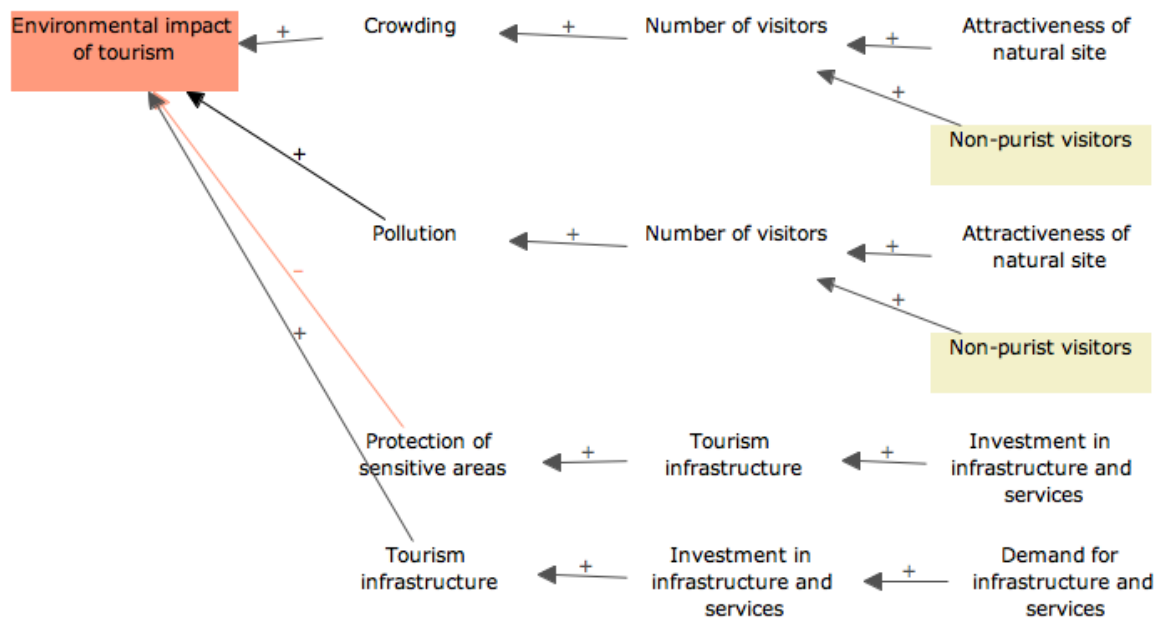 Environmental impact
of tourism
+
Crowding
+
Number of visitors
+
Attractiveness of
natural site
+
Non-purist visitors
+
Pollution
+
Number of visitors
+
Attractiveness of
natural site
+
Non-purist visitors
-
+
Protection of
sensitive areas
+
Tourism
infrastructure
+
Investment in
infrastructure and
services
Tourism
infrastructure
+
Investment in
infrastructure and
services
+
Demand for
infrastructure and
services